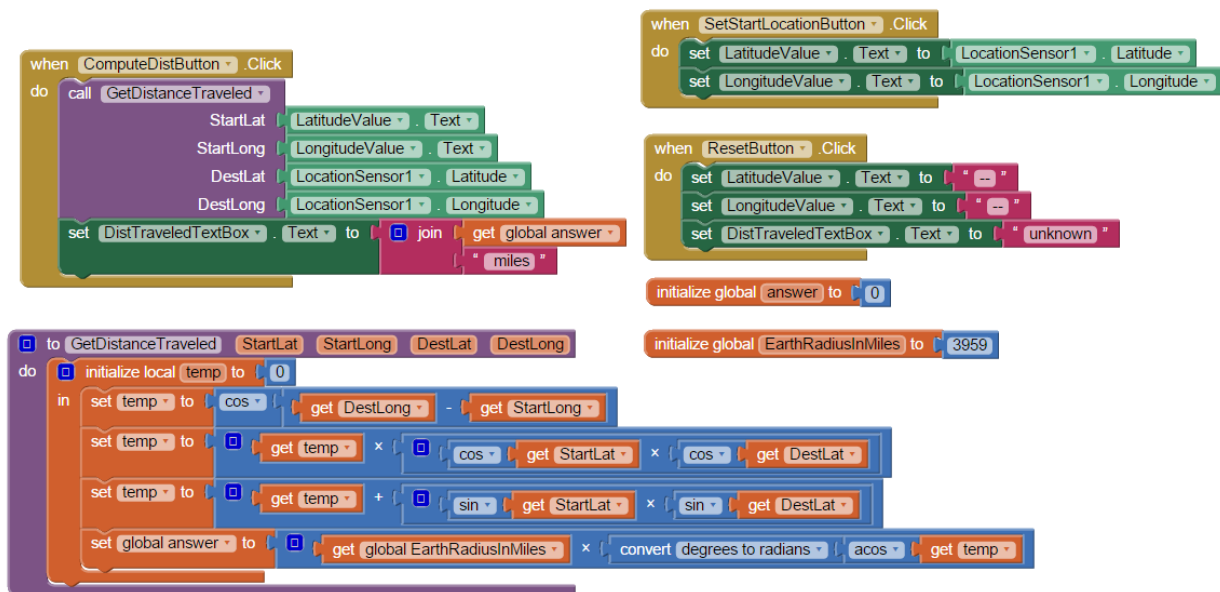 when ComputeDistButton .Click
do call GetDistanceTraveled
StartLat LatitudeValue . Text
StartLong LongitudeValue . Text
DestLat LocationSensor1 . Latitude
DestLong LocationSensor1 . Longitude
set DistTraveledTextBox . Text to join get global answer
" miles "
when SetStartLocationButton .Click
do set LatitudeValue . Text to LocationSensor1 . Latitude
set LongitudeValue . Text to LocationSensor1 . Longitude
when ResetButton .Click
do set LatitudeValue . Text to " -- "
set LongitudeValue . Text to " -- "
set DistTraveledTextBox . Text to " unknown "
initialize global answer to 0
initialize global EarthRadiusInMiles to 3959
to GetDistanceTraveled StartLat StartLong DestLat DestLong
do initialize local temp to 0
in set temp to cos get DestLong - get StartLong
set temp to get temp × cos get StartLat × cos get DestLat
set temp to get temp + sin get StartLat × sin get DestLat
set global answer to get global EarthRadiusInMiles × convert degrees to radians acos get temp